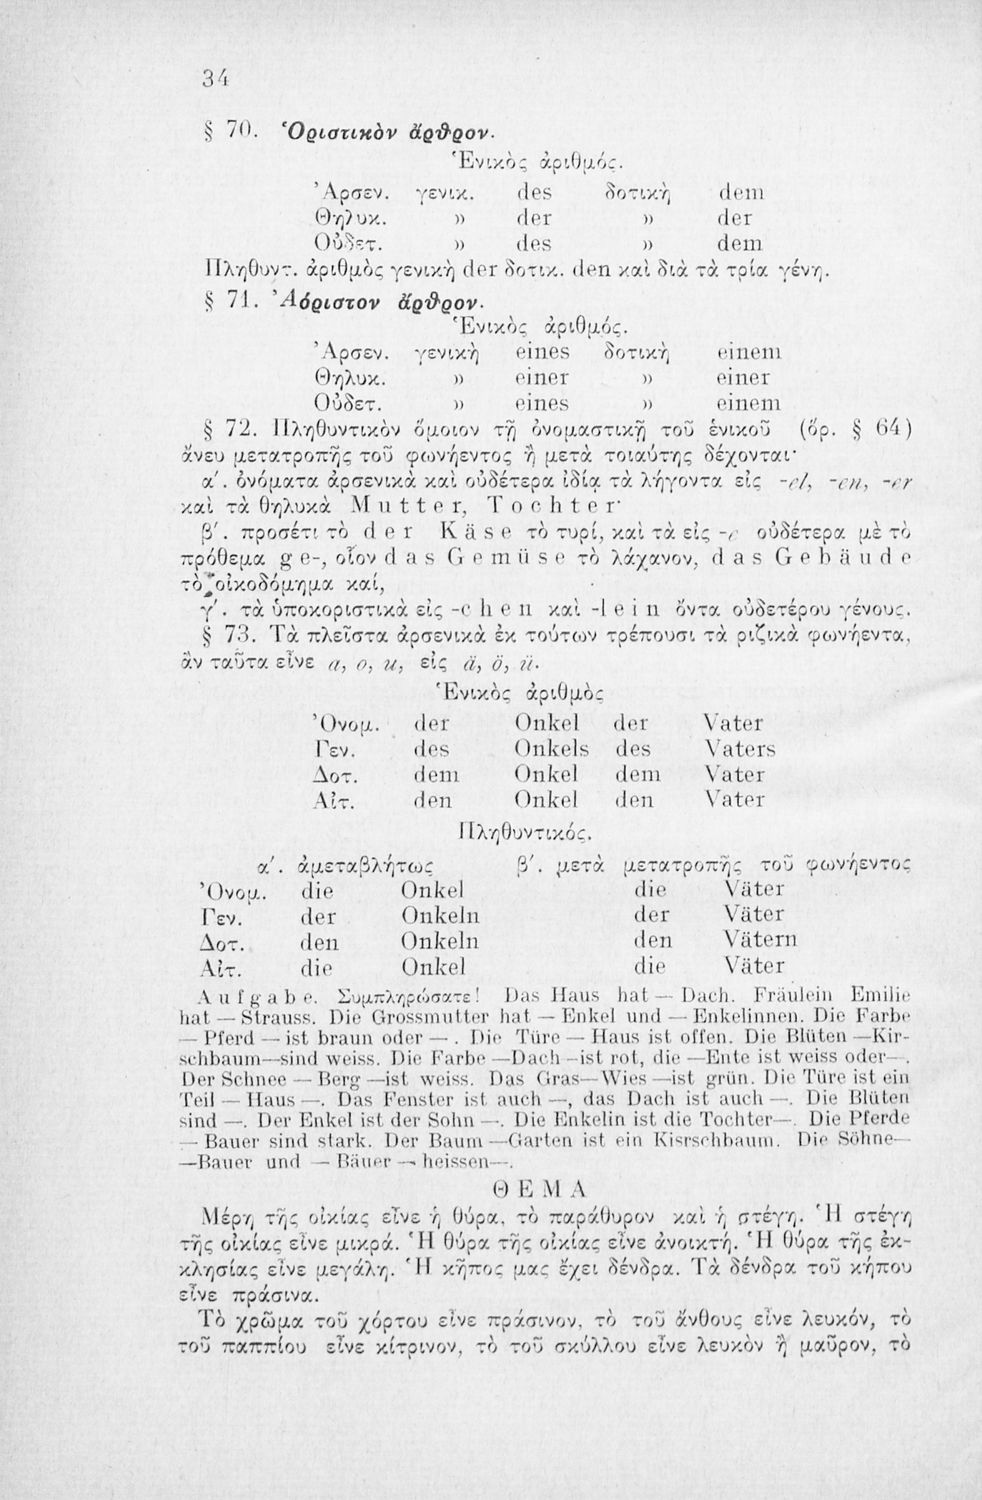 34
§ 70. Ὁριστικὸν ἄρθρον.
Ἑνικὸς ἀριθμός.
Ἀρσεν. γενικ. des δοτικὴ dem
Θηλυκ. » der » der
Οὐδετ. » des » dem
Πληθυντ. ἀριθμὸς γενικὴ der δοτικ. den καὶ διὰ τὰ τρία γένη.
§ 71. Ἀόριστον ἄρθρον.
Ἑνικὸς ἀριθμός.
Ἀρσεν. γενικὴ eines δοτικὴ einem
Θηλυκ. » einer » einer
Οὐδετ. » eines » einem
§ 72. Πληθυντικὸν ὅμοιον τῇ ὀνομαστικῇ τοῦ ἑνικοῦ (ὅρ. § 64)
ἄνευ μετατροπῆς τοῦ φωνήεντος ἢ μετὰ τοιαύτης δέχονται·
α΄. ὀνόματα ἀρσενικὰ καὶ οὐδέτερα ἰδίᾳ τὰ λήγοντα εἰς -el, -en, -er
καὶ τὰ θηλυκὰ Mutter, Tochter·
β΄. προσέτι τὸ der Käse τὸ τυρί, καὶ τὰ εἰς -e οὐδέτερα μὲ τὸ
πρόθεμα ge-, οἷον das Gemüse τὸ λάχανον, das Gebäude
τὸ οἰκοδόμημα καί,
γ΄. τὰ ὑποκοριστικὰ εἰς -chen καὶ -lein ὄντα οὐδετέρου γένους.
§ 73. Τὰ πλεῖστα ἀρσενικὰ ἐκ τούτων τρέπουσι τὰ ριζικὰ φωνήεντα,
ἂν ταῦτα εἶνε a, o, u, εἰς ä, ö, ü.
Ἑνικὸς ἀριθμὸς
Ὀνομ. der Onkel der Vater
Γεν. des Onkels des Vaters
Δοτ. dem Onkel dem Vater
Αἰτ. den Onkel den Vater
Πληθυντικός.
α΄. ἀμεταβλήτως β΄. μετὰ μετατροπῆς τοῦ φωνήεντος
Ὀνομ. die Onkel die Väter
Γεν. der Onkeln der Väter
Δοτ. den Onkeln den Vätern
Αἰτ. die Onkel die Väter
Aufgabe. Συμπληρώσατε! Das Haus hat — Dach. Fräulein Emilie
hat — Strauss. Die Grossmutter hat — Enkel und — Enkelinnen. Die Farbe
— Pferd — ist braun oder — . Die Türe — Haus ist offen. Die Blüten —Kir-
schbaum—sind weiss. Die Farbe —Dach —ist rot, die —Ente ist weiss oder—.
Der Schnee — Berg —ist weiss. Das Gras—Wies —ist grün. Die Türe ist ein
Teil — Haus —. Das Fenster ist auch —, das Dach ist auch —. Die Blüten
sind —. Der Enkel ist der Sohn —. Die Enkelin ist die Tochter—. Die Pferde
— Bauer sind stark. Der Baum —Garten ist ein Kisrschbaum. Die Söhne—
—Bauer und — Bäuer — heissen—.
ΘΕΜΑ
Μέρη τῆς οἰκίας εἶνε ἡ θύρα, τὸ παράθυρον καὶ ἡ στέγη. Ἡ στέγη
τῆς οἰκίας εἶνε μικρά. Ἡ θύρα τῆς οἰκίας εἶνε ἀνοικτή. Ἡ θύρα τῆς ἐκ-
κλησίας εἶνε μεγάλη. Ἡ κῆπος μας ἔχει δένδρα. Τὰ δένδρα τοῦ κήπου
εἶνε πράσινα.
Τὸ χρῶμα τοῦ χόρτου εἶνε πράσινον, τὸ τοῦ ἄνθους εἶνε λευκόν, τὸ
τοῦ παππίου εἶνε κίτρινον, τὸ τοῦ σκύλλου εἶνε λευκὸν ἢ μαῦρον, τὸ